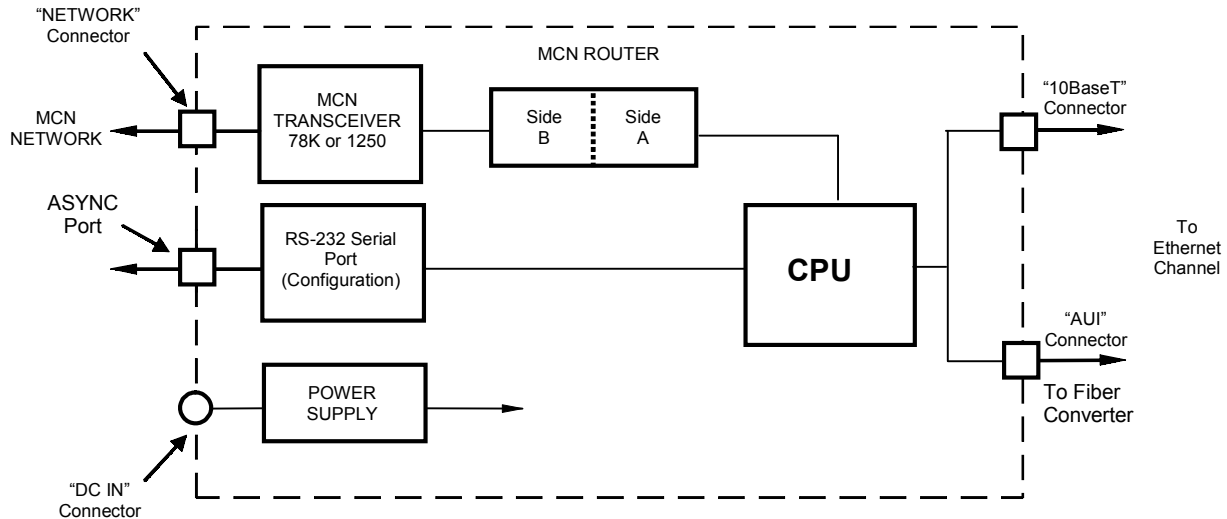 “NETWORK”
Connector
MCN ROUTER
MCN
NETWORK
MCN
TRANSCEIVER
78K or 1250
Side
B
Side
A
“10BaseT”
Connector
ASYNC
Port
RS-232 Serial
Port
(Configuration)
CPU
To
Ethernet
Channel
“AUI”
Connector
To Fiber
Converter
POWER
SUPPLY
“DC IN”
Connector